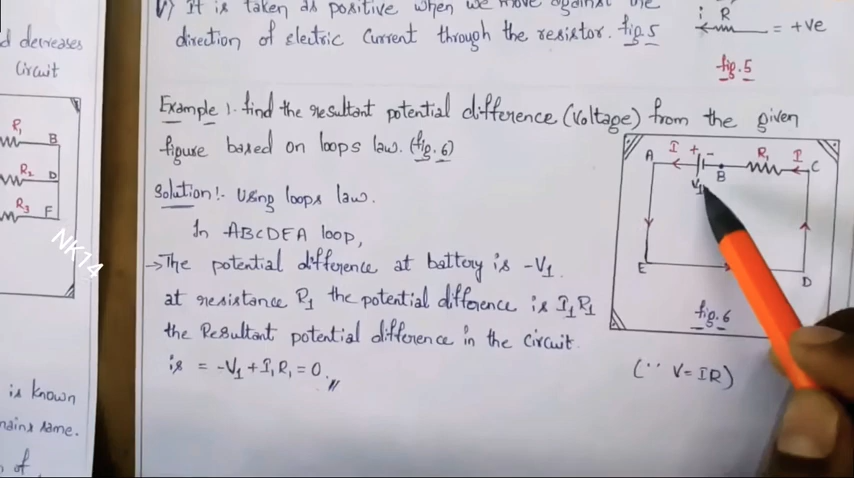 V) It is taken as positive when we move against the
direction of electric current through the resistor. fig.5
i R
= +ve
fig.5
d decreases
circuit
R1 B
R2 D
R3 F
NK14
is known
mains same.
of
Example 1. find the resultant potential difference (voltage) from the given
figure based on loops law. (fig.6)
Solution:- Using loops law.
In ABCDEA loop,
→The potential difference at battery is -V1.
at resistance R1 the potential difference is I1R1
the Resultant potential difference in the circuit
is = -V1 + I1R1 = 0.
A I + - B R1 I C
V1
E D
fig.6
(∵ V = IR)